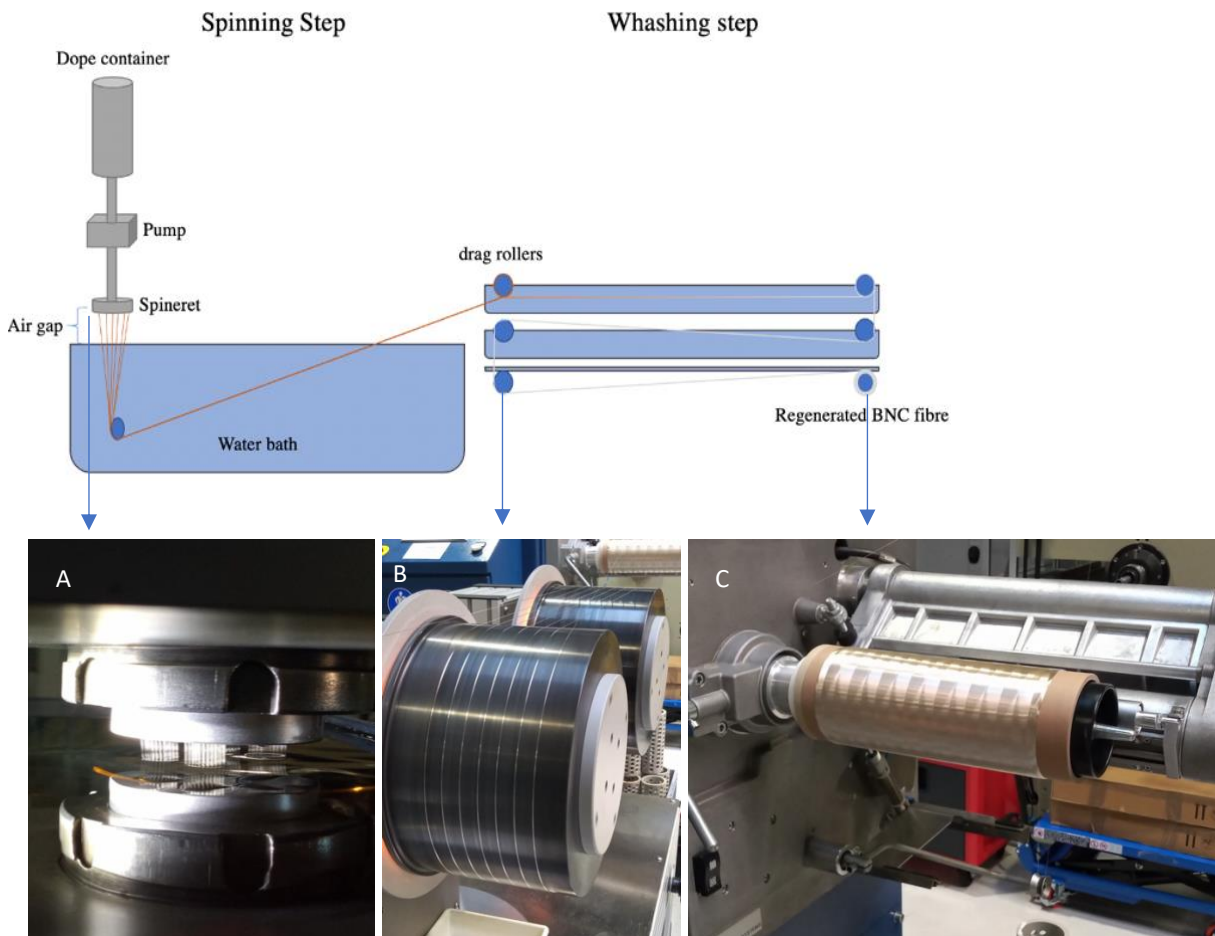 Spinning Step
Whashing step
Dope container
Pump
drag rollers
Spineret
Air gap
Regenerated BNC fibre
Water bath
A
B
C